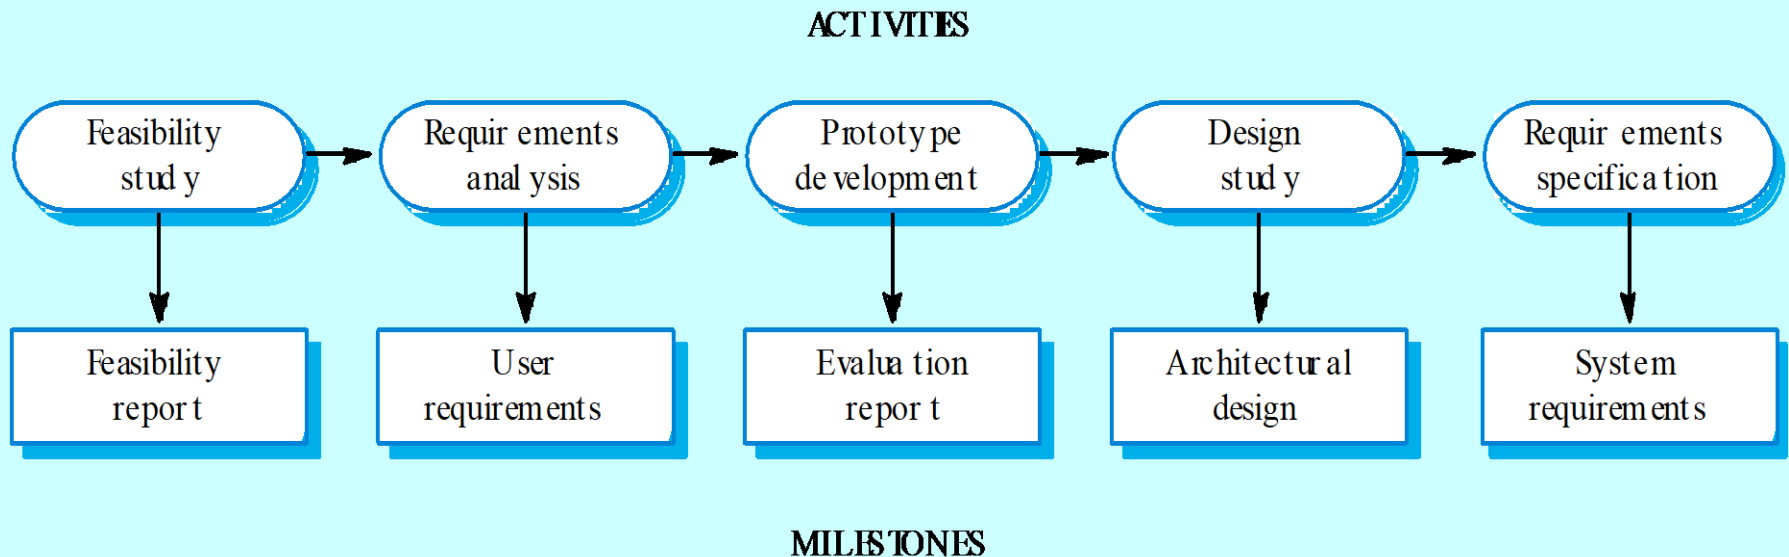 ACTIVITIES
Feasibility
study
Requirements
analysis
Prototype
development
Design
study
Requirements
specification
Feasibility
report
User
requirements
Evaluation
report
Architectural
design
System
requirements
MILESTONES